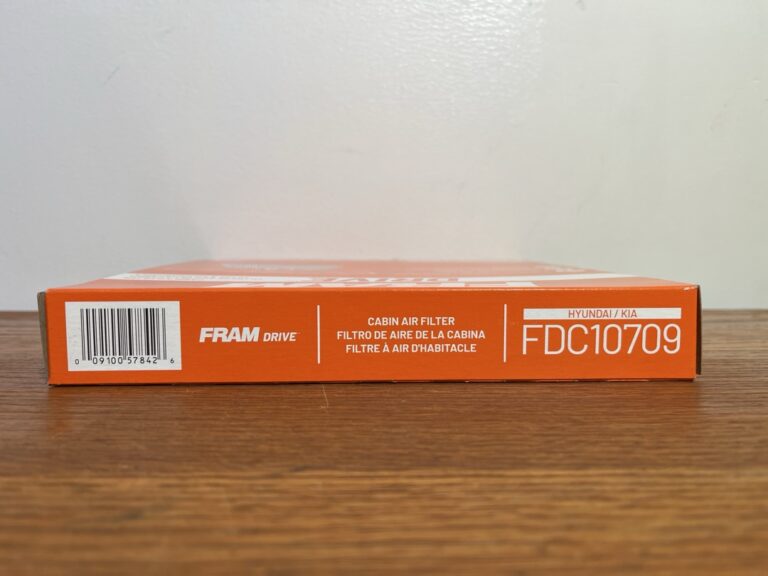 0 09100 57842 6
FRAM DRIVE
CABIN AIR FILTER
FILTRO DE AIRE DE LA CABINA
FILTRE À AIR D'HABITACLE
HYUNDAI / KIA
FDC10709